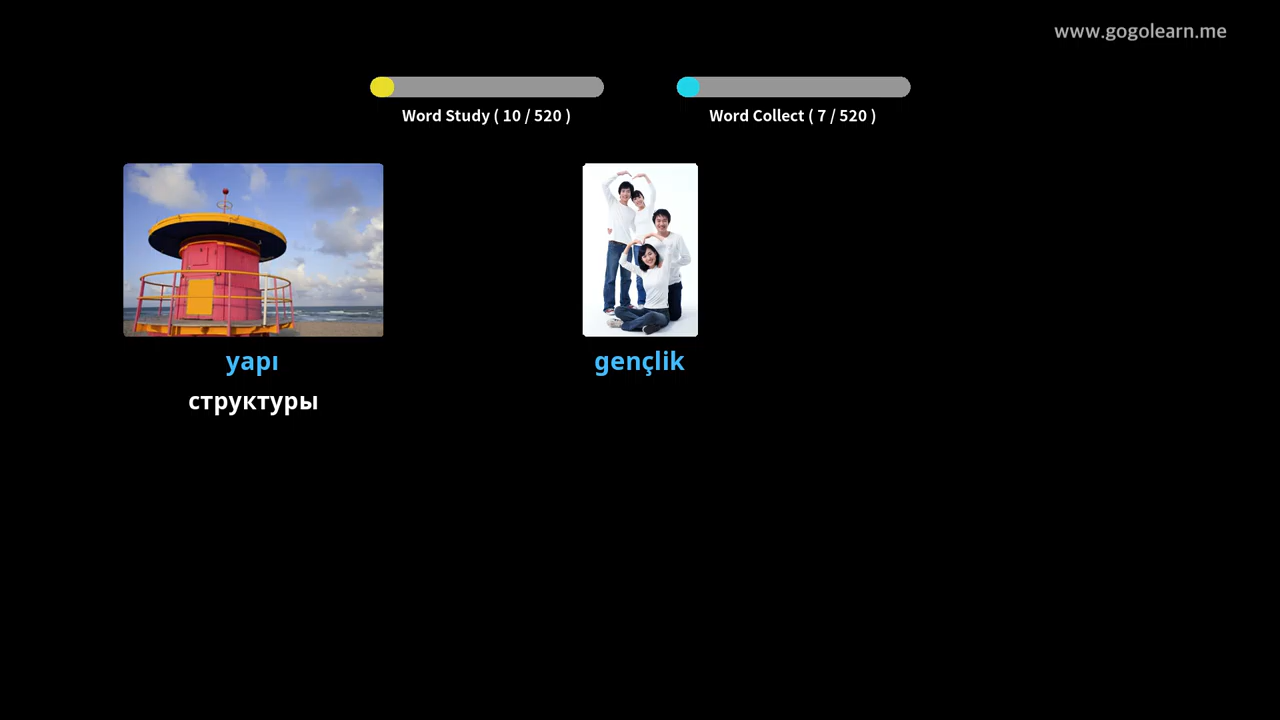 www.gogolearn.me
Word Study ( 10 / 520 )
Word Collect ( 7 / 520 )
yapı
gençlik
структуры